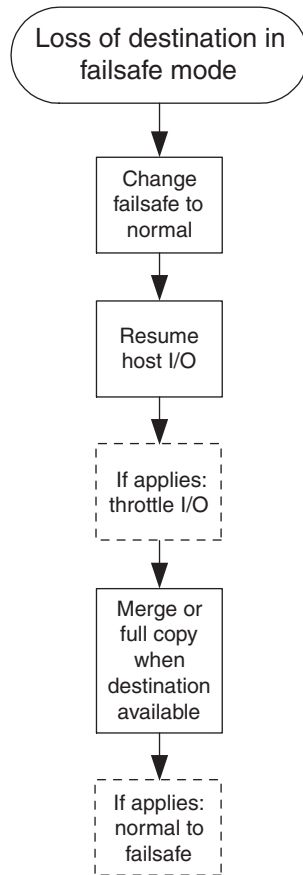 Loss of destination in
failsafe mode
Change
failsafe to
normal
Resume
host I/O
If applies:
throttle I/O
Merge or
full copy
when
destination
available
If applies:
normal to
failsafe